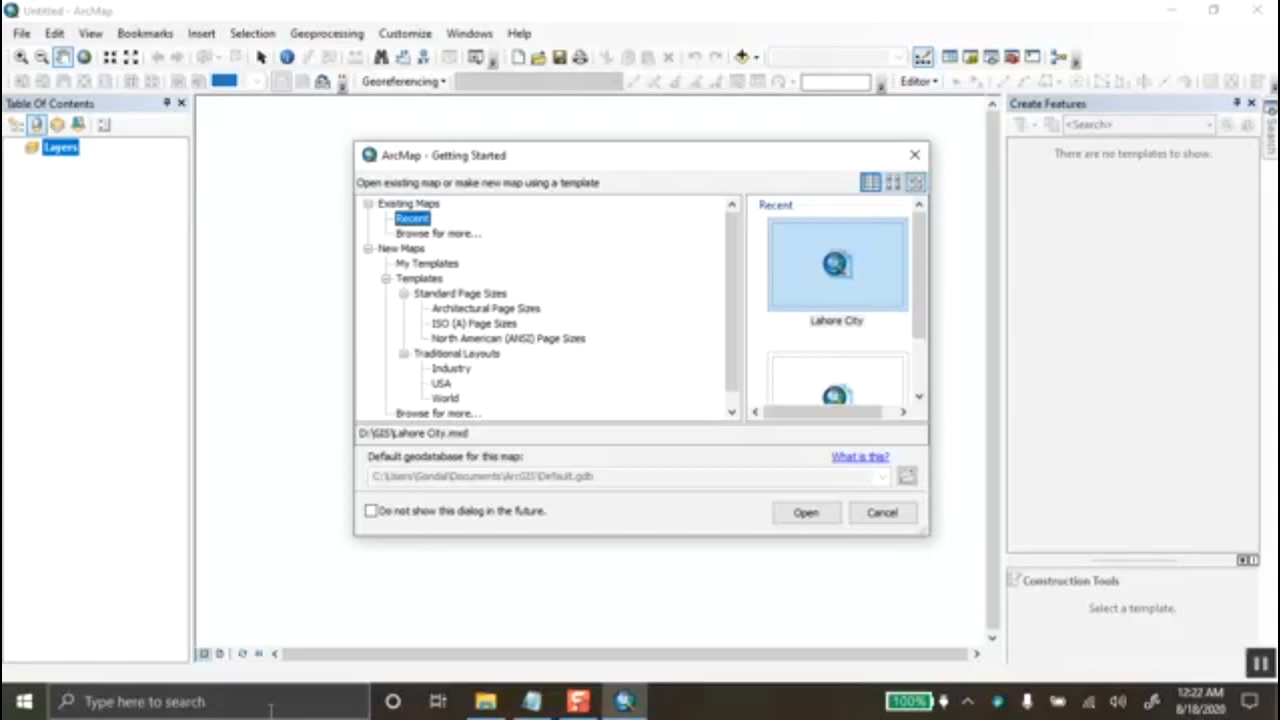 Untitled - ArcMap
File Edit View Bookmarks Insert Selection Geoprocessing Customize Windows Help
Georeferencing
Editor
Table Of Contents
Layers
ArcMap - Getting Started
Open existing map or make new map using a template
Existing Maps
Recent
Browse for more...
New Maps
My Templates
Templates
Standard Page Sizes
Architectural Page Sizes
ISO (A) Page Sizes
North American (ANSI) Page Sizes
Traditional Layouts
Industry
USA
World
Browse for more...
Recent
Lahore City
D:\GIS\Lahore City.mxd
Default geodatabase for this map:
What is this?
C:\Users\Gondal\Documents\ArcGIS\Default.gdb
Do not show this dialog in the future.
Open
Cancel
Create Features
<Search>
There are no templates to show.
Search
Construction Tools
Select a template.
Type here to search
100%
12:22 AM
8/18/2020